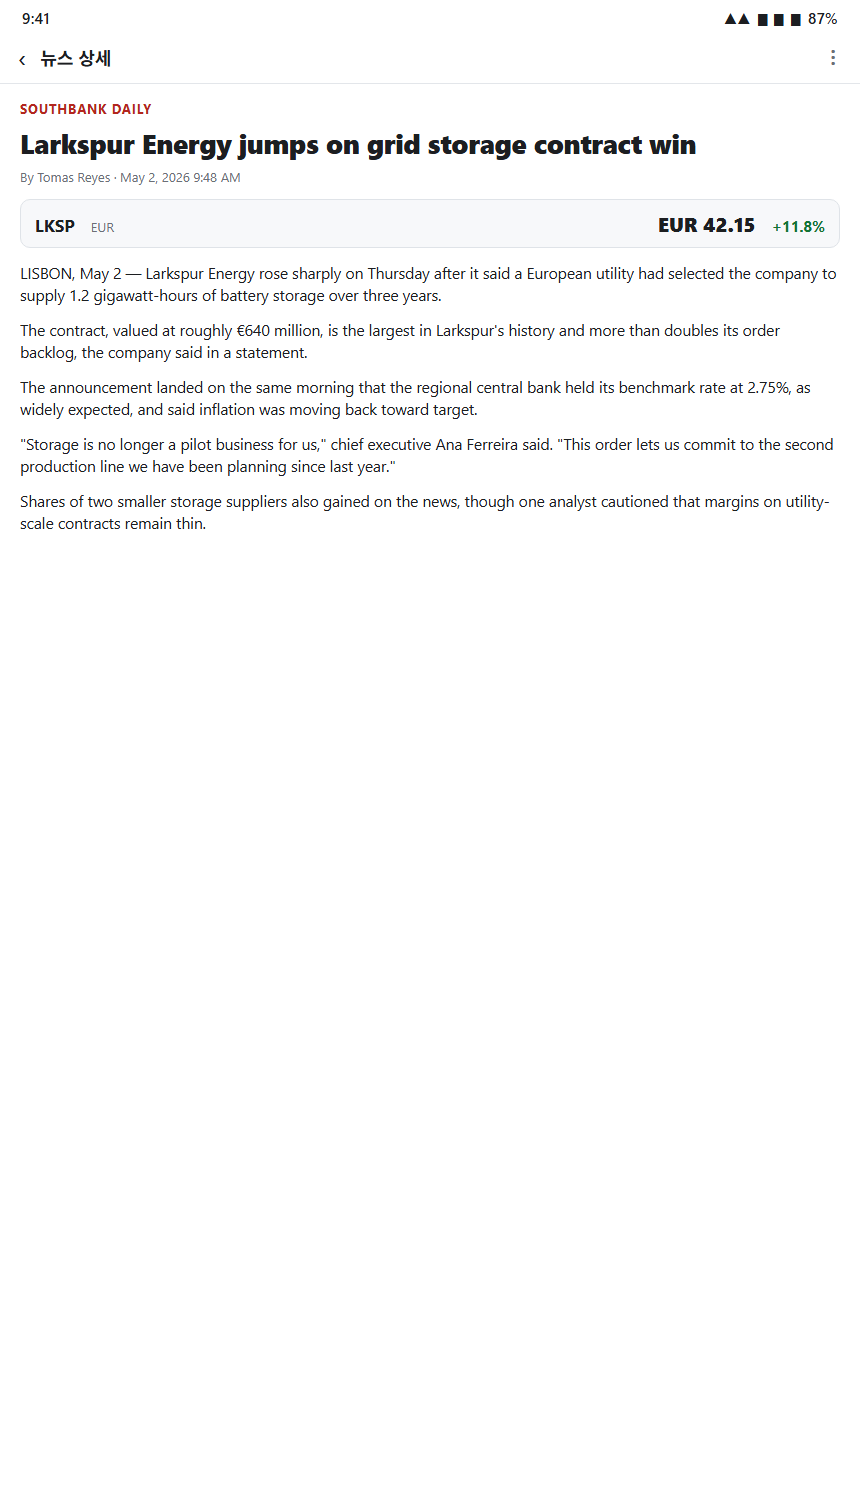 9:41
87%
뉴스 상세
SOUTHBANK DAILY
Larkspur Energy jumps on grid storage contract win
By Tomas Reyes · May 2, 2026 9:48 AM
LKSP EUR EUR 42.15 +11.8%
LISBON, May 2 — Larkspur Energy rose sharply on Thursday after it said a European utility had selected the company to
supply 1.2 gigawatt-hours of battery storage over three years.
The contract, valued at roughly €640 million, is the largest in Larkspur's history and more than doubles its order
backlog, the company said in a statement.
The announcement landed on the same morning that the regional central bank held its benchmark rate at 2.75%, as
widely expected, and said inflation was moving back toward target.
"Storage is no longer a pilot business for us," chief executive Ana Ferreira said. "This order lets us commit to the second
production line we have been planning since last year."
Shares of two smaller storage suppliers also gained on the news, though one analyst cautioned that margins on utility-
scale contracts remain thin.